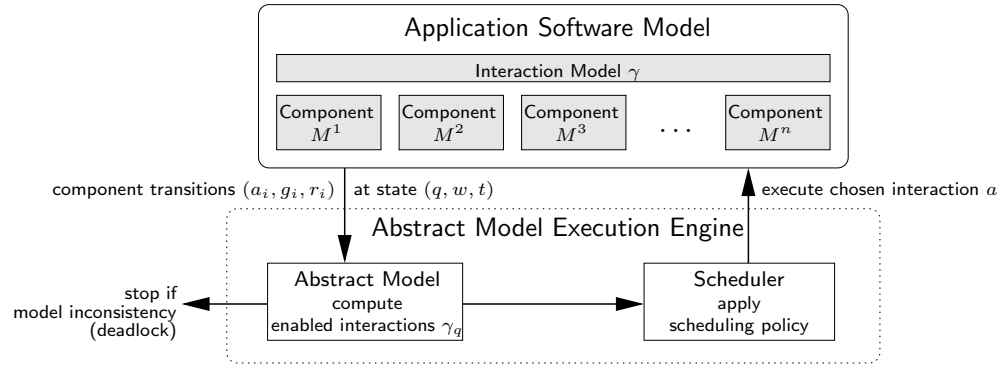 Application Software Model
Interaction Model γ
Component
M¹
Component
M²
Component
M³
...
Component
Mⁿ
component transitions (aᵢ, gᵢ, rᵢ)
at state (q, w, t)
execute chosen interaction a
Abstract Model Execution Engine
Abstract Model
compute
enabled interactions γ_q
Scheduler
apply
scheduling policy
stop if
model inconsistency
(deadlock)